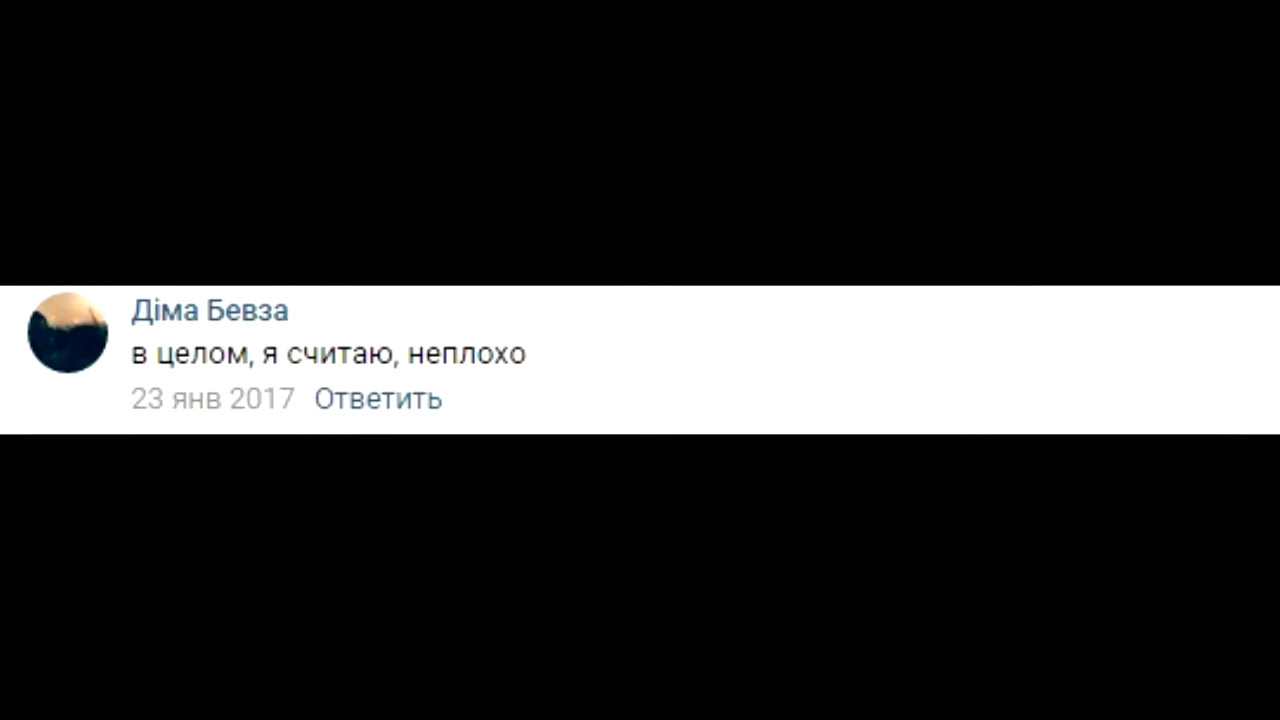 Діма Бевза
в целом, я считаю, неплохо
23 янв 2017 Ответить